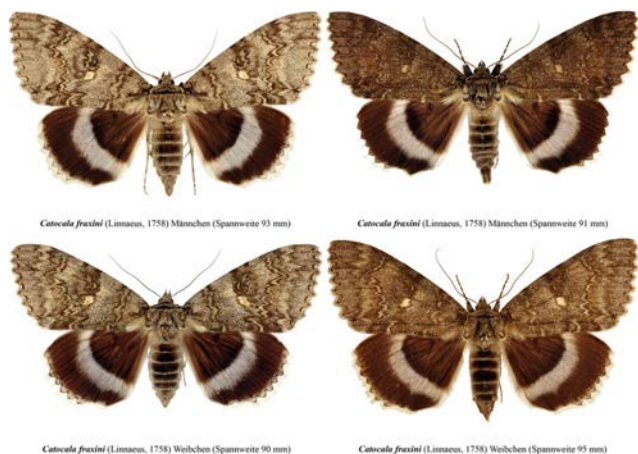 Catocala fraxini (Linnaeus, 1758) Männchen (Spannweite 93 mm)
Catocala fraxini (Linnaeus, 1758) Männchen (Spannweite 91 mm)
Catocala fraxini (Linnaeus, 1758) Weibchen (Spannweite 90 mm)
Catocala fraxini (Linnaeus, 1758) Weibchen (Spannweite 95 mm)